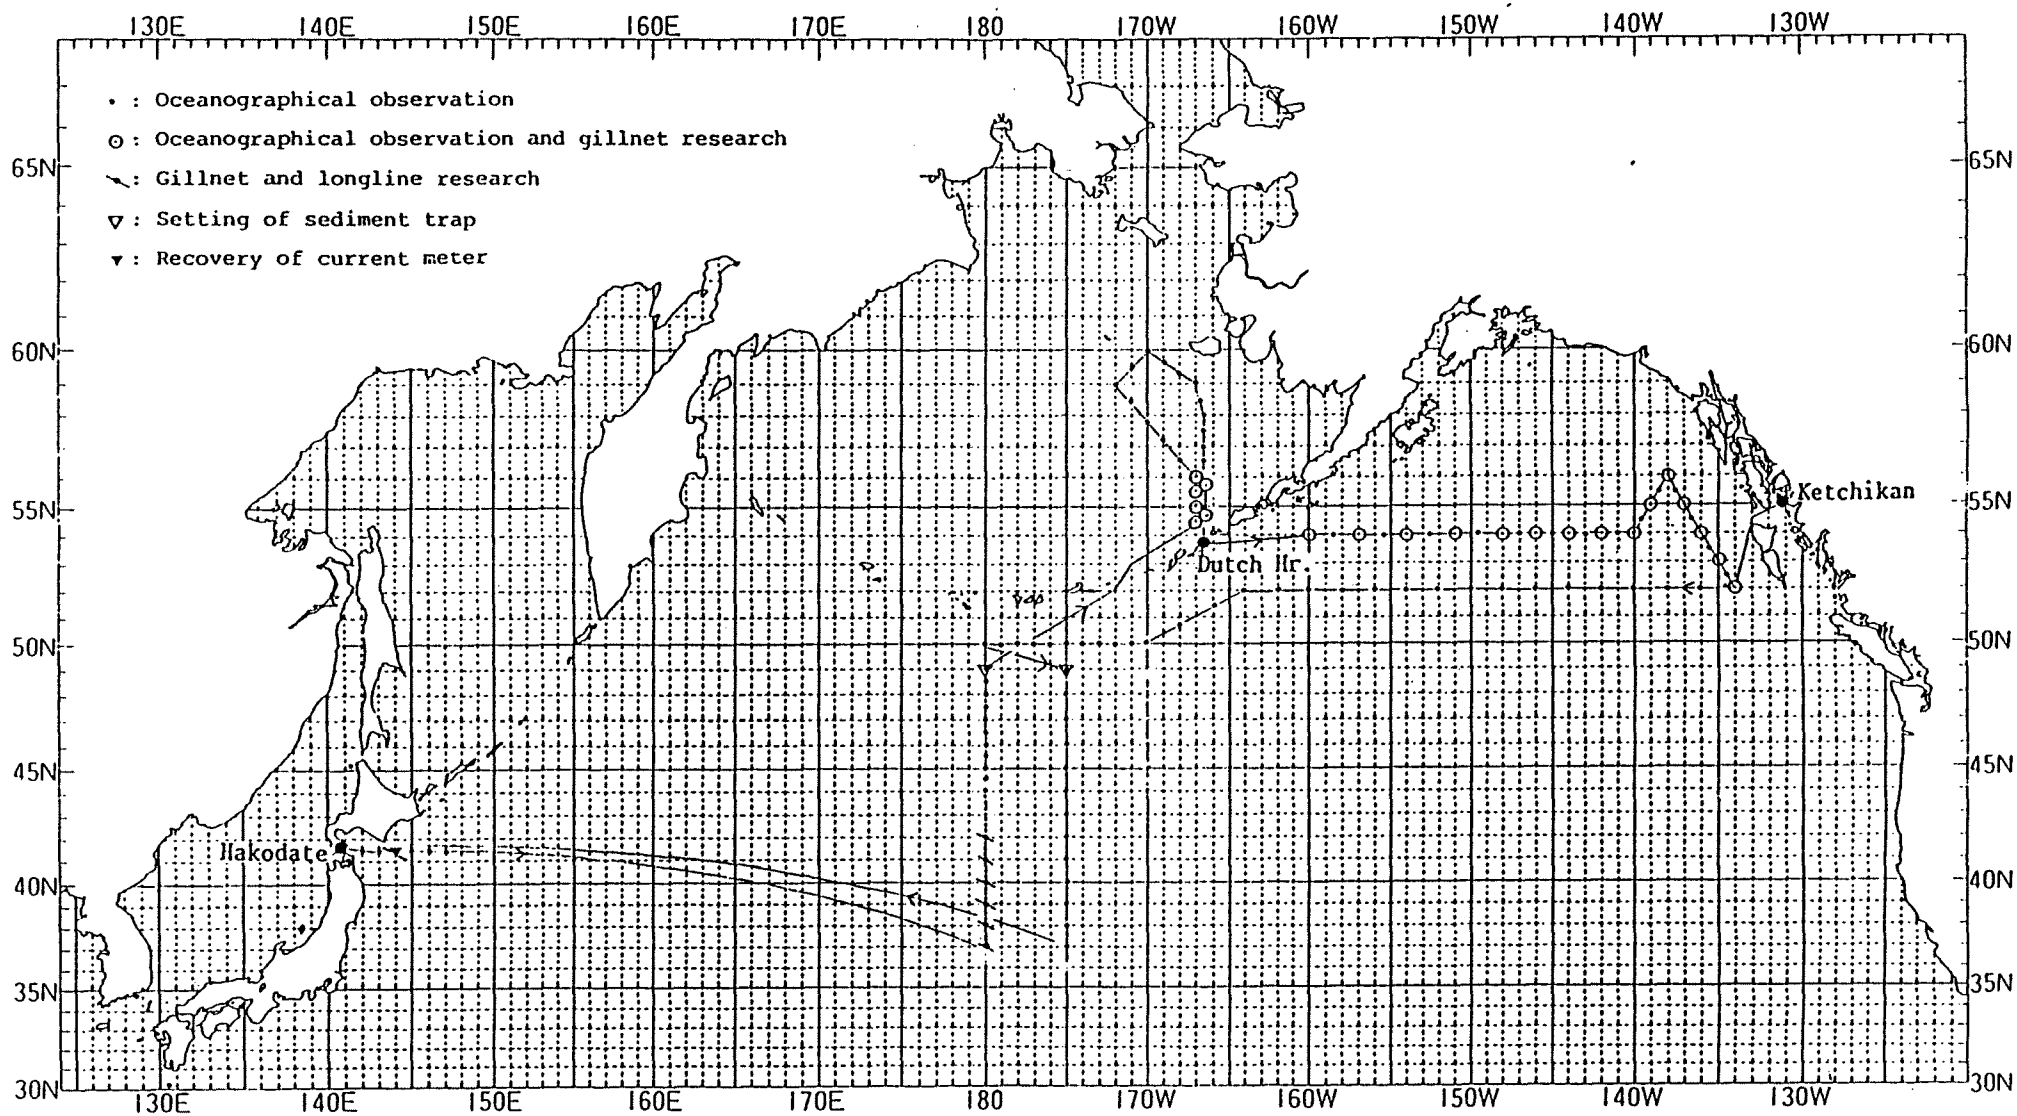 130E 140E 150E 160E 170E 180 170W 160W 150W 140W 130W
• : Oceanographical observation
⊙ : Oceanographical observation and gillnet research
: Gillnet and longline research
▽ : Setting of sediment trap
▼ : Recovery of current meter
65N 65N
60N 60N
Ketchikan
55N 55N
Dutch Hr.
50N 50N
45N 45N
Hakodate
40N 40N
35N 35N
30N 30N
130E 140E 150E 160E 170E 180 170W 160W 150W 140W 130W